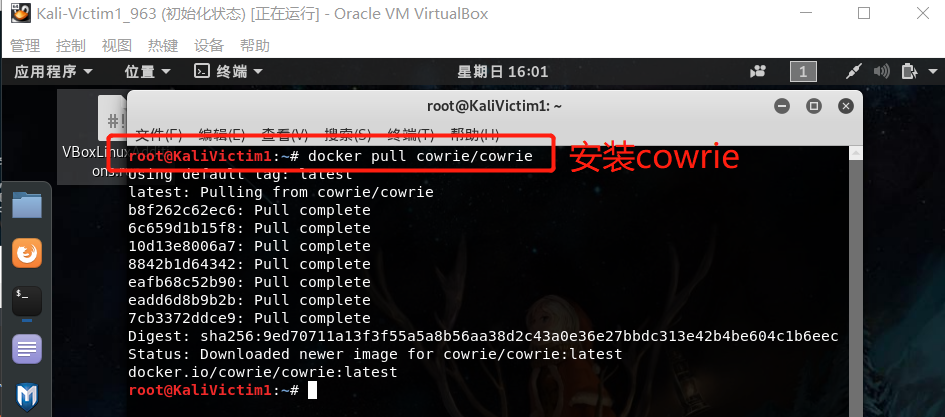 Kali-Victim1_963 (初始化状态) [正在运行] - Oracle VM VirtualBox
管理 控制 视图 热键 设备 帮助
应用程序 位置 终端 星期日 16:01 1
root@KaliVictim1: ~
文件(F) 编辑(E) 查看(V) 搜索(S) 终端(T) 帮助(H)
#!
VBoxLinux
root@KaliVictim1:~# docker pull cowrie/cowrie
安装cowrie
Using default tag: latest
latest: Pulling from cowrie/cowrie
b8f262c62ec6: Pull complete
6c659d1b15f8: Pull complete
10d13e8006a7: Pull complete
8842b1d64342: Pull complete
eafb68c52b90: Pull complete
eadd6d8b9b2b: Pull complete
7cb3372ddce9: Pull complete
Digest: sha256:9ed70711a13f3f55a5a8b56aa38d2c43a0e36e27bbdc313e42b4be604c1b6eec
Status: Downloaded newer image for cowrie/cowrie:latest
docker.io/cowrie/cowrie:latest
root@KaliVictim1:~#
$_